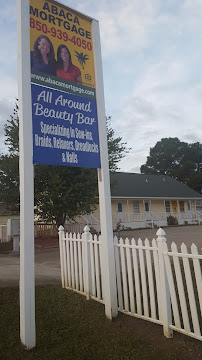 ABACA
MORTGAGE
850-939-4050
www.abacamortgage.com
All Around
Beauty Bar
Specializing in Sew-ins,
Braids, Relaxers, Dreadlocks
& Nails